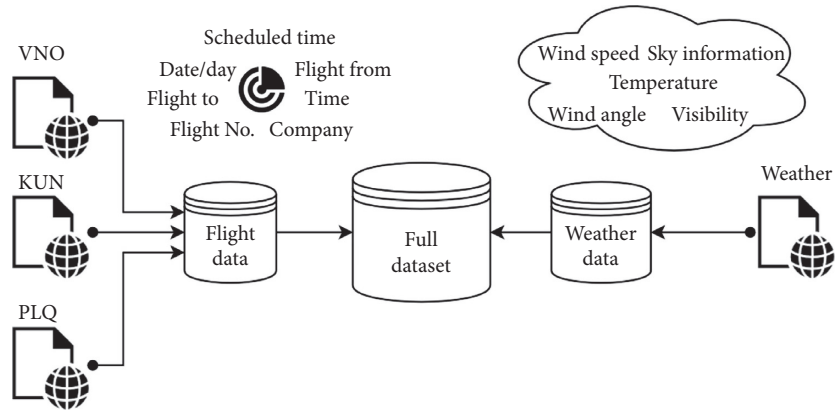 VNO
Scheduled time
Date/day
Flight from
Flight to
Time
Flight No.
Company
Wind speed
Sky information
Temperature
Wind angle
Visibility
KUN
Flight
data
Full
dataset
Weather
data
Weather
PLQ